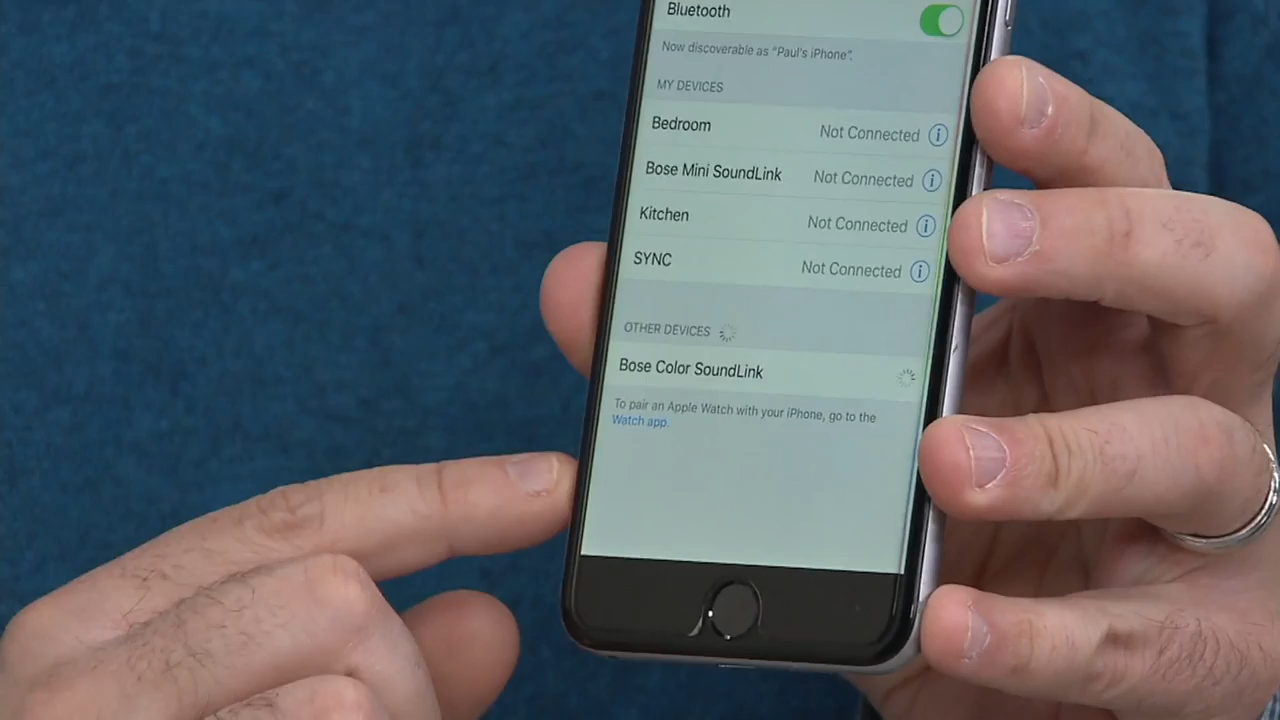 Bluetooth
Now discoverable as “Paul's iPhone”.
MY DEVICES
Bedroom Not Connected i
Bose Mini SoundLink Not Connected i
Kitchen Not Connected i
SYNC Not Connected i
OTHER DEVICES
Bose Color SoundLink
To pair an Apple Watch with your iPhone, go to the
Watch app.